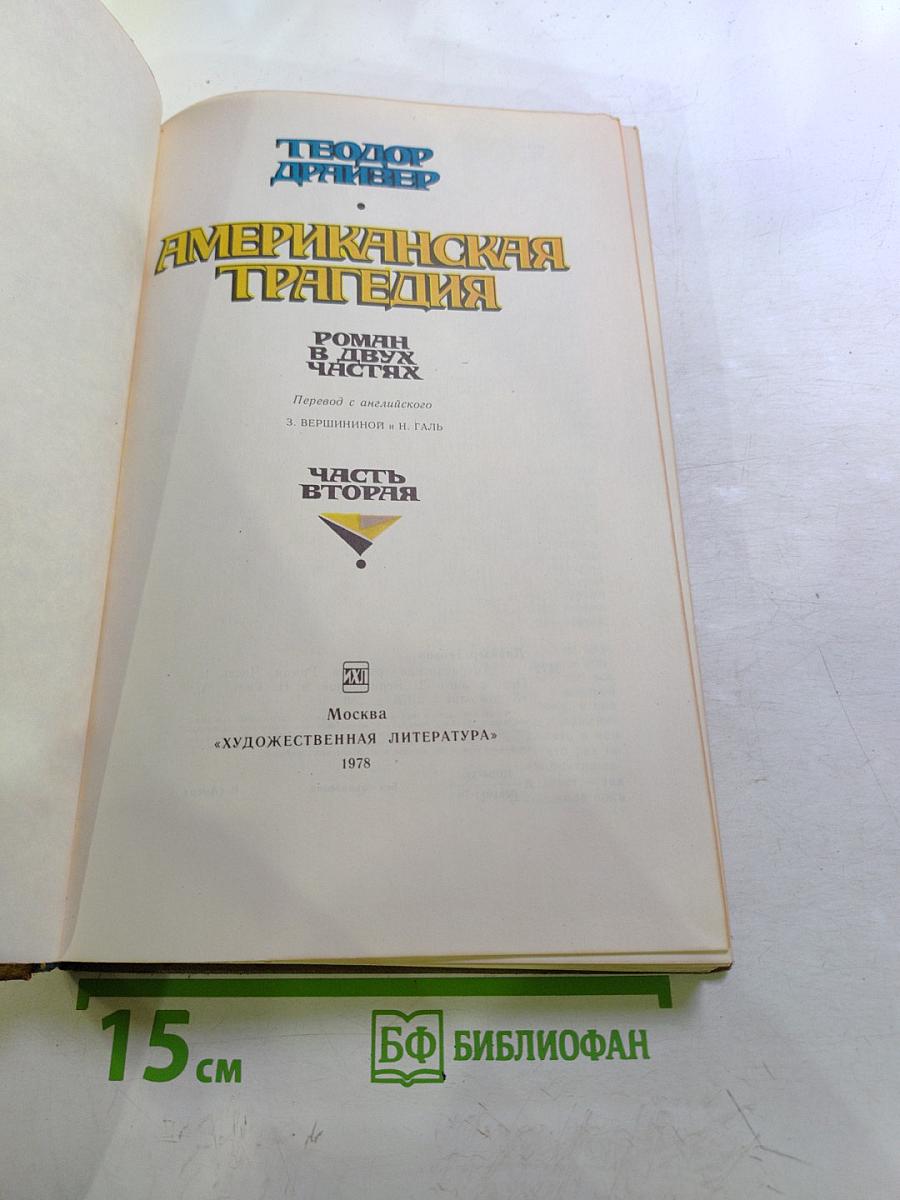 ТЕОДОР
ДРАЙЗЕР
АМЕРИКАНСКАЯ
ТРАГЕДИЯ
РОМАН
В ДВУХ
ЧАСТЯХ
Перевод с английского
З. ВЕРШИНИНОЙ и Н. ГАЛЬ
ЧАСТЬ
ВТОРАЯ
ИХЛ
Москва
«ХУДОЖЕСТВЕННАЯ ЛИТЕРАТУРА»
1978
15 см
БФ БИБЛИОФАН